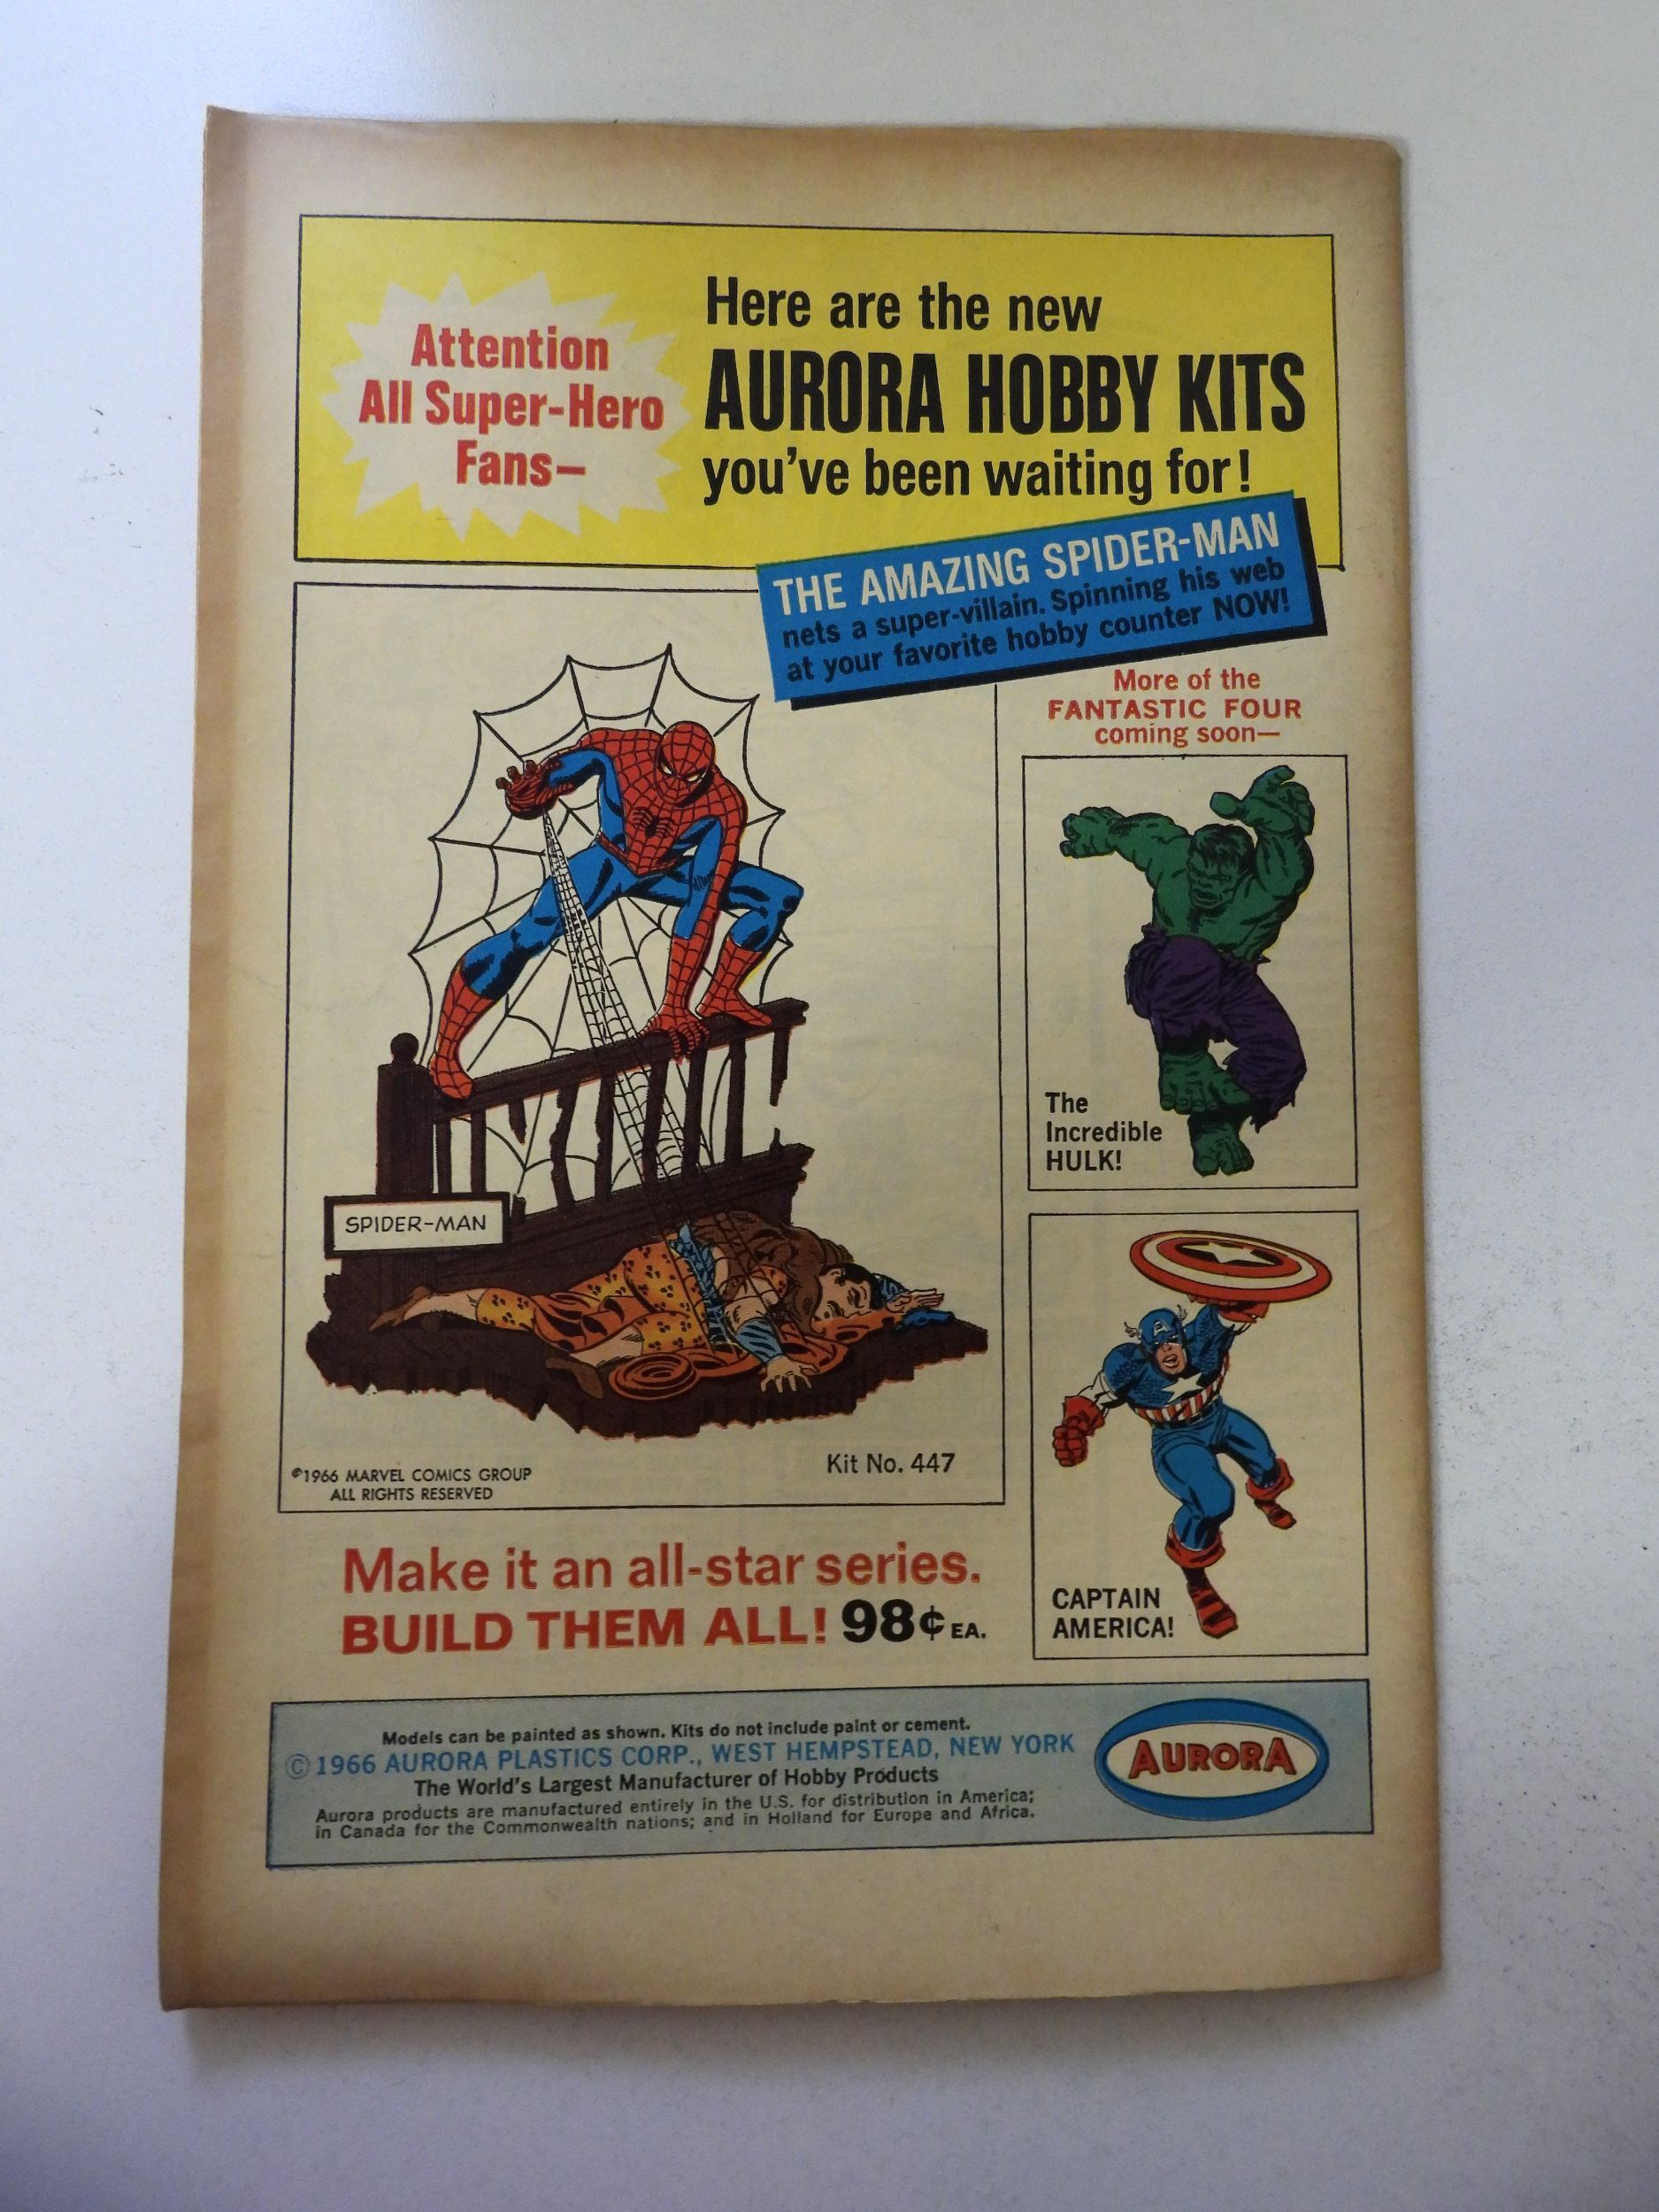 Attention
All Super-Hero
Fans—
Here are the new
AURORA HOBBY KITS
you've been waiting for!
THE AMAZING SPIDER-MAN
nets a super-villain. Spinning his web
at your favorite hobby counter NOW!
More of the
FANTASTIC FOUR
coming soon—
The
Incredible
HULK!
SPIDER-MAN
A
Kit No. 447
©1966 MARVEL COMICS GROUP
ALL RIGHTS RESERVED
CAPTAIN
AMERICA!
Make it an all-star series.
BUILD THEM ALL! 98¢ EA.
Models can be painted as shown. Kits do not include paint or cement.
©1966 AURORA PLASTICS CORP., WEST HEMPSTEAD, NEW YORK
The World's Largest Manufacturer of Hobby Products
Aurora products are manufactured entirely in the U.S. for distribution in America;
in Canada for the Commonwealth nations; and in Holland for Europe and Africa.
AURORA